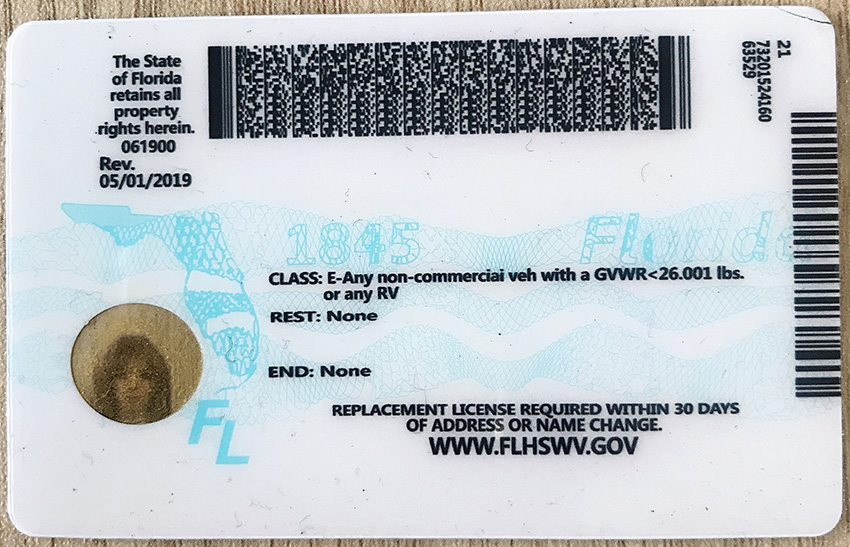 The State
of Florida
retains all
property
rights herein.
061900
Rev.
05/01/2019
21
73201524160
63529
1845
Florida
CLASS: E-Any non-commerciai veh with a GVWR<26.001 lbs.
or any RV
REST: None
END: None
FL
REPLACEMENT LICENSE REQUIRED WITHIN 30 DAYS
OF ADDRESS OR NAME CHANGE.
WWW.FLHSWV.GOV